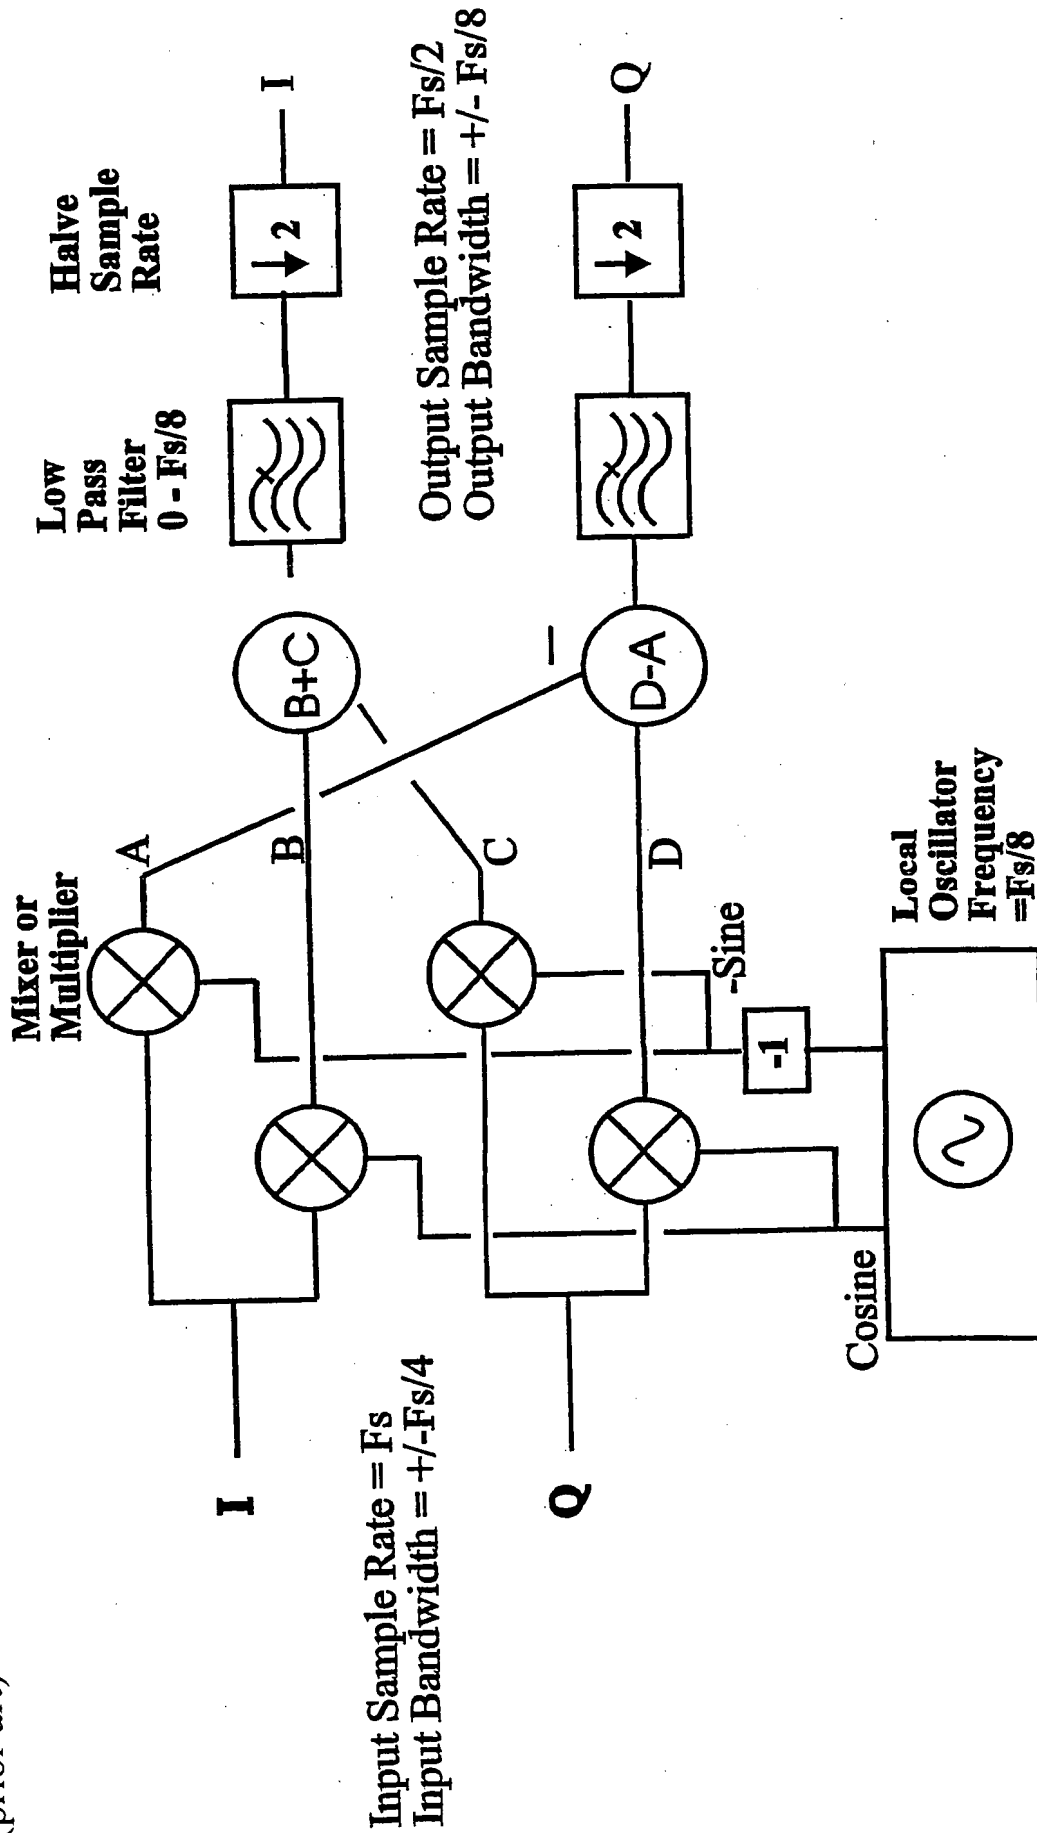 (prior art)
Mixer or
Multiplier
Low
Pass
Filter
0 - Fs/8
Halve
Sample
Rate
A
B
B+C
2
I
I
Input Sample Rate = Fs
Input Bandwidth = +/-Fs/4
C
Output Sample Rate = Fs/2
Output Bandwidth = +/- Fs/8
Q
D
D-A
2
Q
-Sine
-1
Cosine
Local
Oscillator
Frequency
=Fs/8